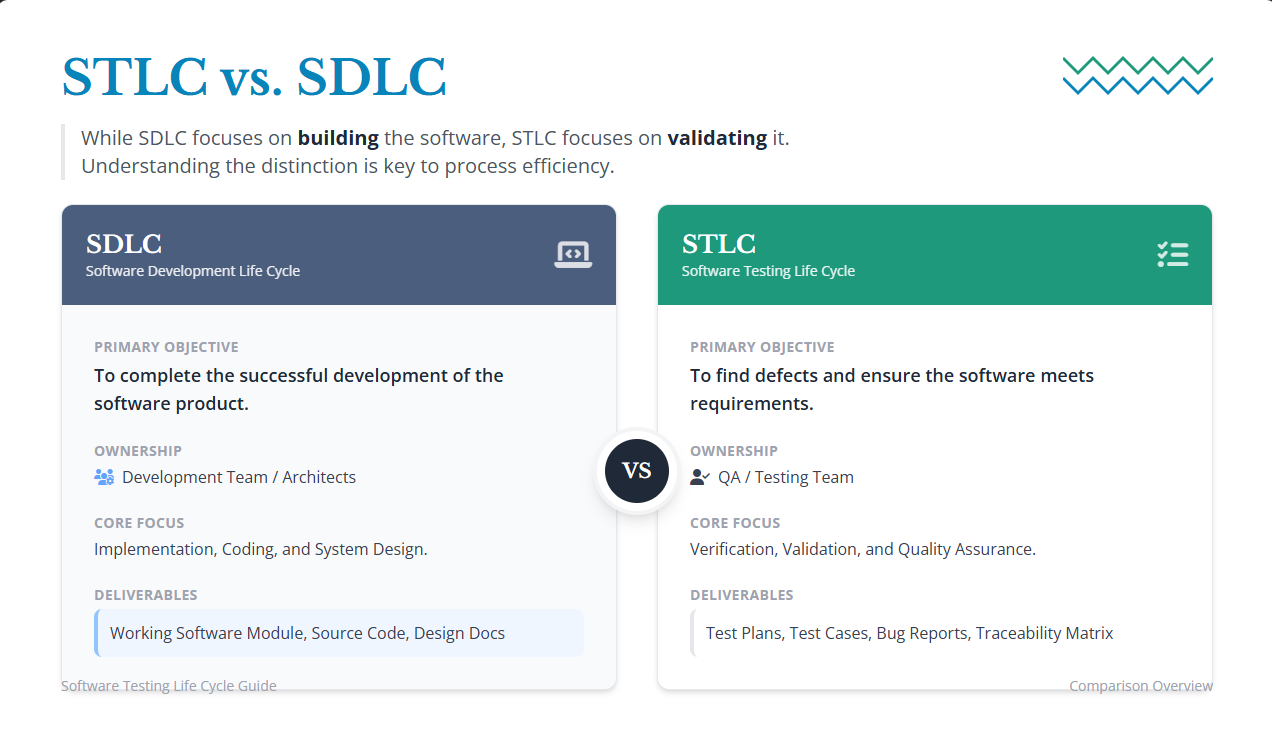 STLC vs. SDLC
While SDLC focuses on building the software, STLC focuses on validating it.
Understanding the distinction is key to process efficiency.
SDLC
Software Development Life Cycle
PRIMARY OBJECTIVE
To complete the successful development of the
software product.
OWNERSHIP
Development Team / Architects
CORE FOCUS
Implementation, Coding, and System Design.
DELIVERABLES
Working Software Module, Source Code, Design Docs
VS
STLC
Software Testing Life Cycle
PRIMARY OBJECTIVE
To find defects and ensure the software meets
requirements.
OWNERSHIP
QA / Testing Team
CORE FOCUS
Verification, Validation, and Quality Assurance.
DELIVERABLES
Test Plans, Test Cases, Bug Reports, Traceability Matrix
Software Testing Life Cycle Guide
Comparison Overview